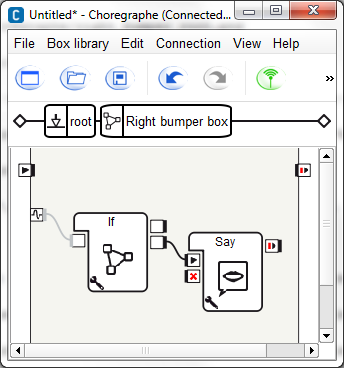 Untitled* - Choregraphe (Connected...
File Box library Edit Connection View Help
»
root Right bumper box
If
Say